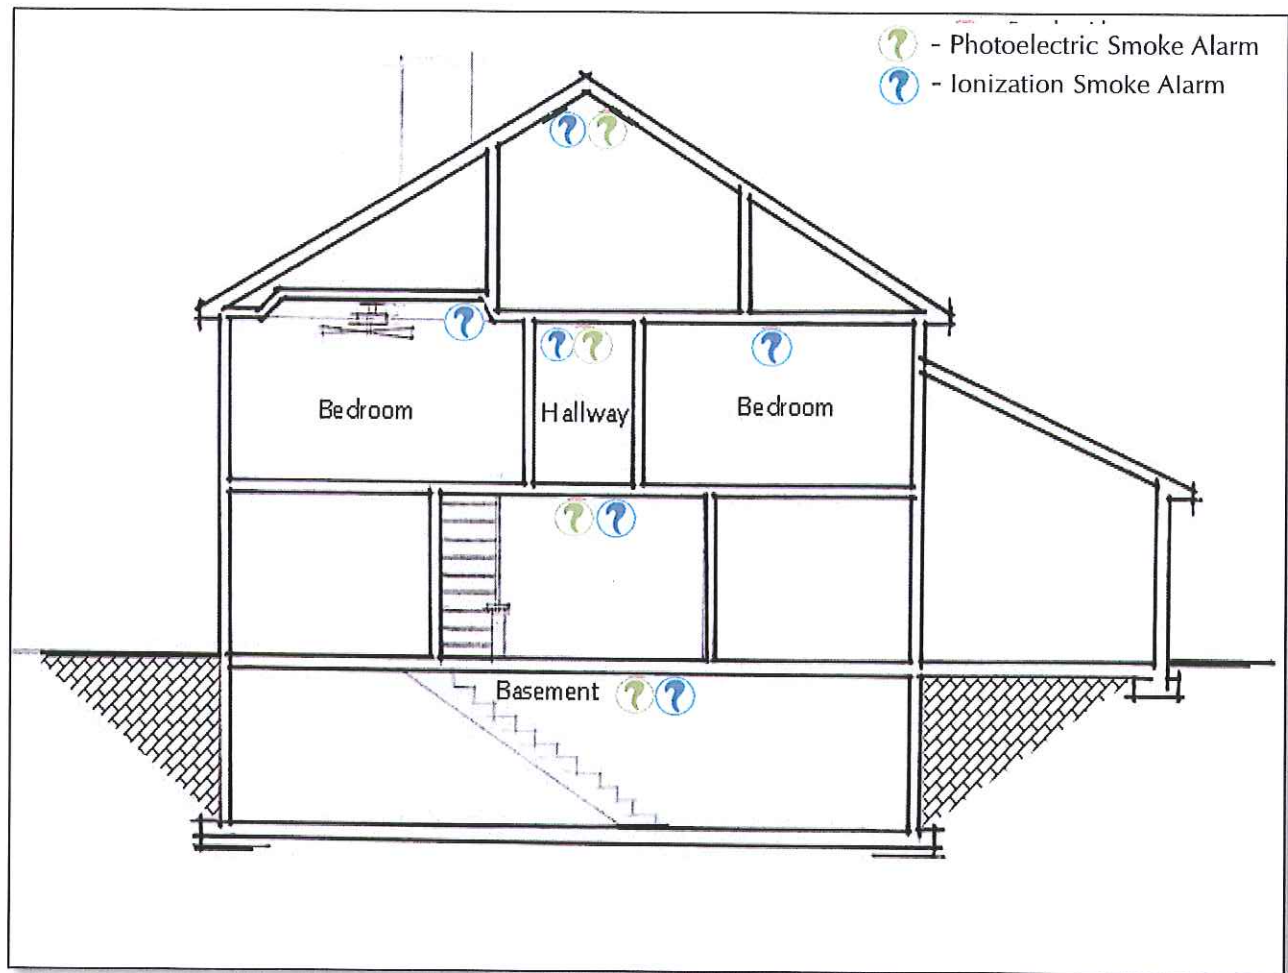 - Photoelectric Smoke Alarm
- Ionization Smoke Alarm
Bedroom
Hallway
Bedroom
Basement